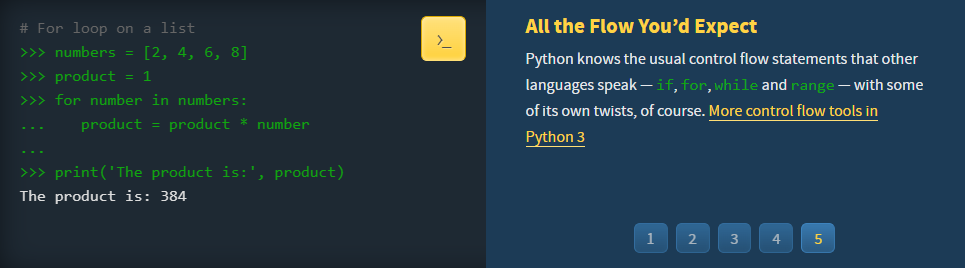 # For loop on a list
>>> numbers = [2, 4, 6, 8]
>>> product = 1
>>> for number in numbers:
...    product = product * number
...
>>> print('The product is:', product)
The product is: 384
>_
All the Flow You’d Expect
Python knows the usual control flow statements that other
languages speak — if, for, while and range — with some
of its own twists, of course. More control flow tools in
Python 3
1 2 3 4 5